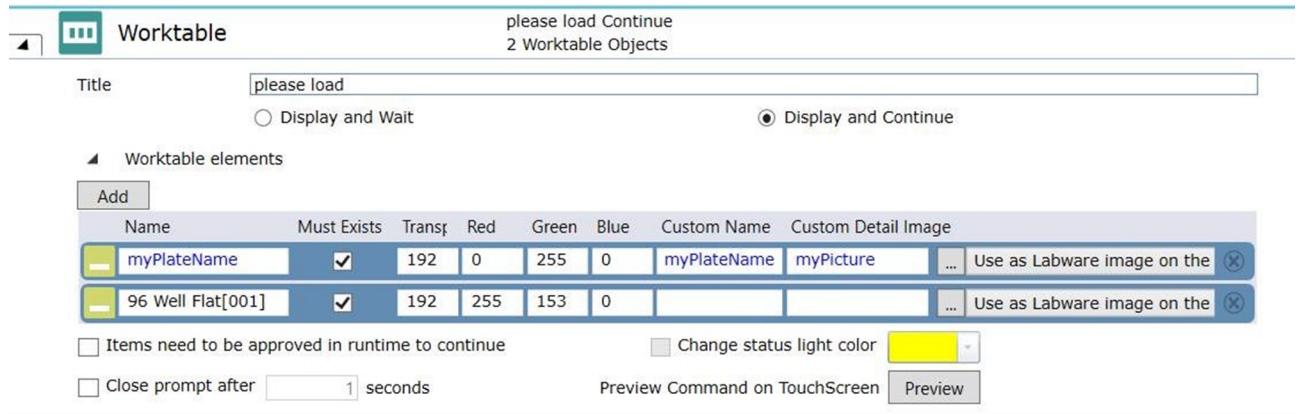 Worktable
please load Continue
2 Worktable Objects
Title
please load
Display and Wait
Display and Continue
Worktable elements
Add
Name Must Exists Transp Red Green Blue Custom Name Custom Detail Image
myPlateName 192 0 255 0 myPlateName myPicture ... Use as Labware image on the
96 Well Flat[001] 192 255 153 0 ... Use as Labware image on the
Items need to be approved in runtime to continue
Change status light color
Close prompt after 1 seconds
Preview Command on TouchScreen Preview